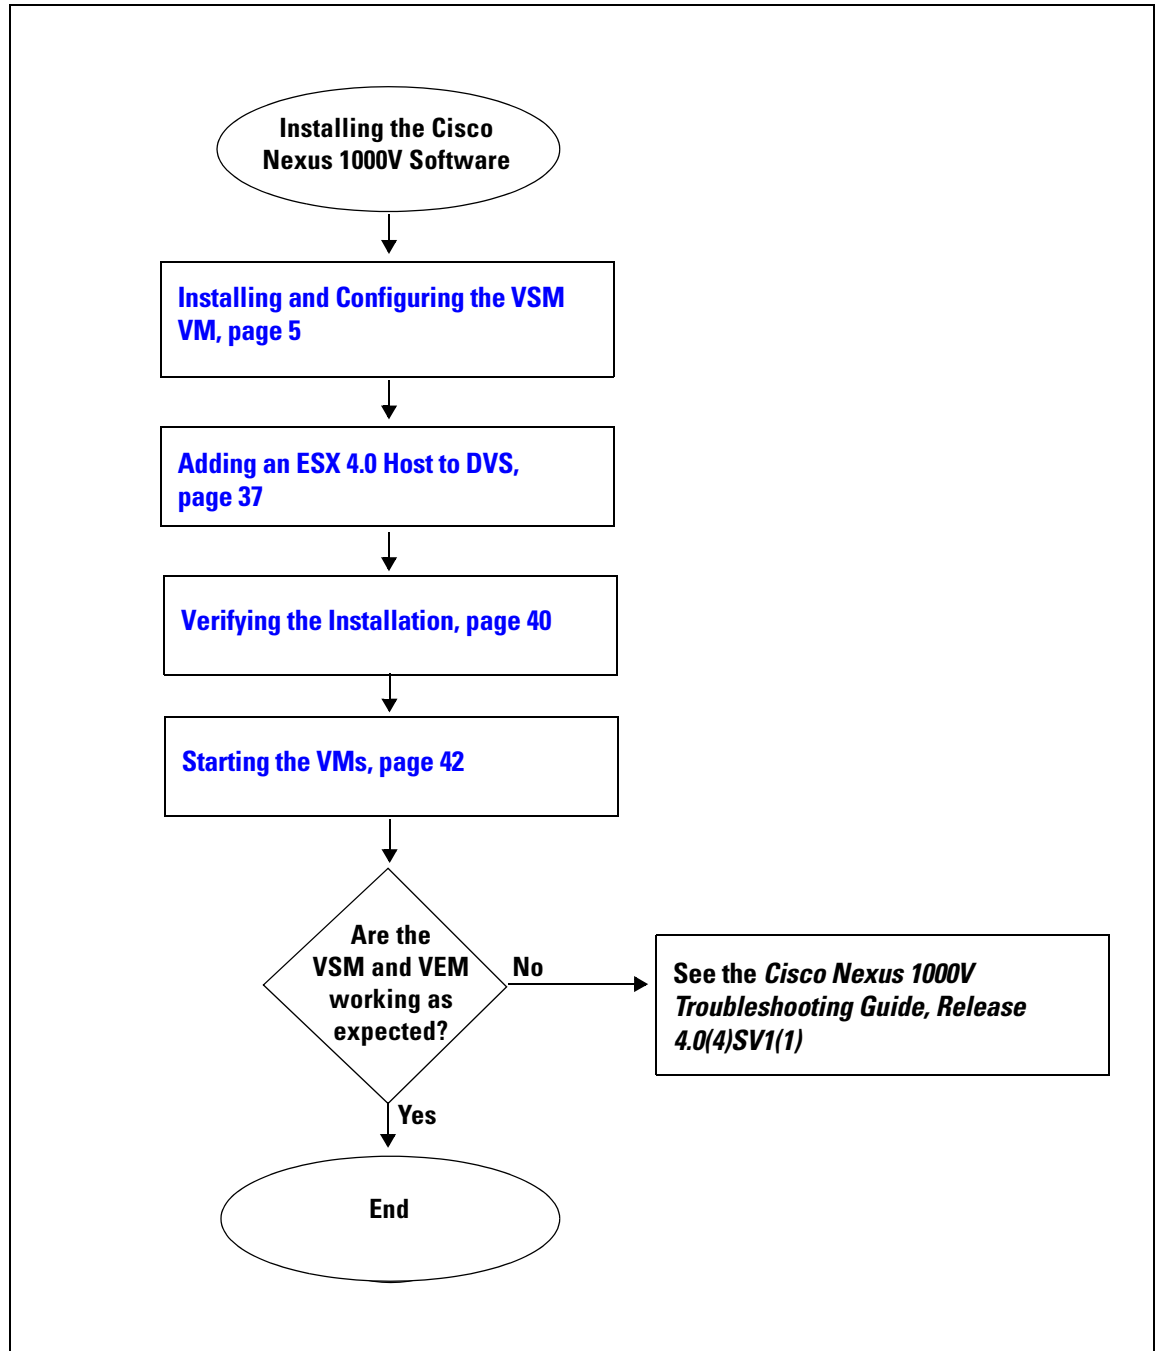 Installing the Cisco
Nexus 1000V Software
Installing and Configuring the VSM
VM, page 5
Adding an ESX 4.0 Host to DVS,
page 37
Verifying the Installation, page 40
Starting the VMs, page 42
Are the
VSM and VEM
working as
expected?
No
See the Cisco Nexus 1000V
Troubleshooting Guide, Release
4.0(4)SV1(1)
Yes
End